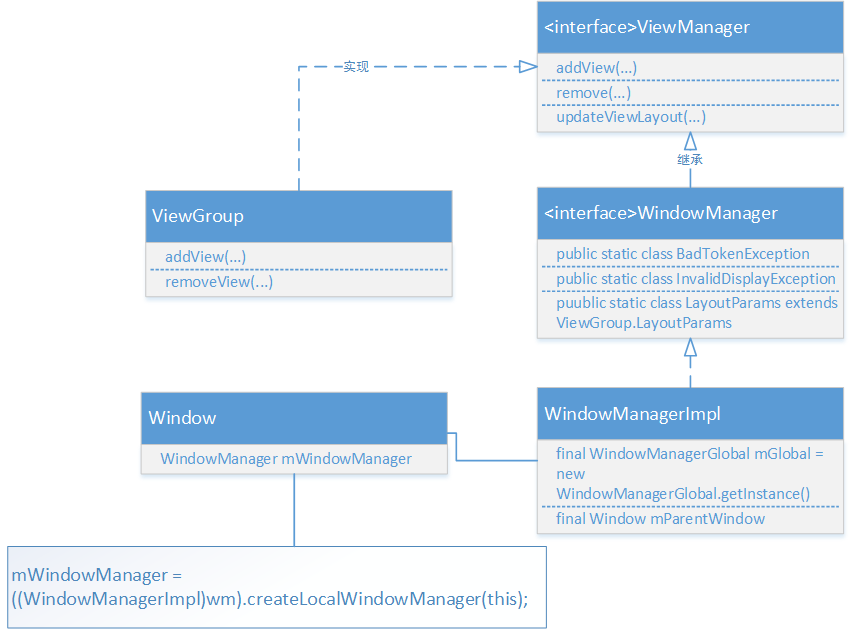 <interface>ViewManager
addView(...)
remove(...)
updateViewLayout(...)
实现
继承
ViewGroup
addView(...)
removeView(...)
<interface>WindowManager
public static class BadTokenException
public static class InvalidDisplayException
puublic static class LayoutParams extends
ViewGroup.LayoutParams
Window
WindowManager mWindowManager
WindowManagerImpl
final WindowManagerGlobal mGlobal =
new
WindowManagerGlobal.getInstance()
final Window mParentWindow
mWindowManager =
((WindowManagerImpl)wm).createLocalWindowManager(this);